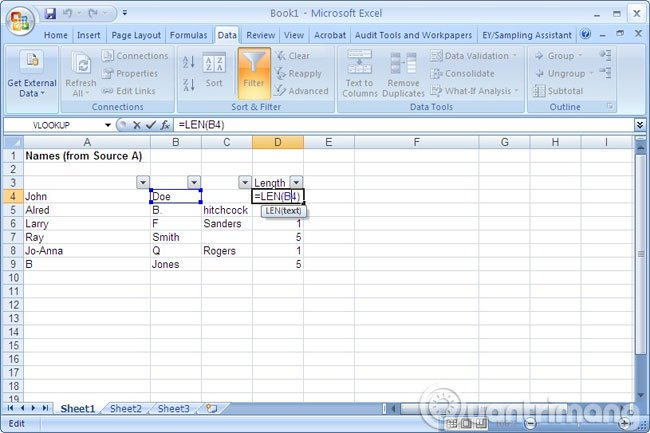 Book1 - Microsoft Excel
Home Insert Page Layout Formulas Data Review View Acrobat Audit Tools and Workpapers EY/Sampling Assistant
Get External Data
Refresh All
Connections
Properties
Edit Links
Connections
Sort
Filter
Clear
Reapply
Advanced
Sort & Filter
Text to Columns
Remove Duplicates
Data Validation
Consolidate
What-If Analysis
Data Tools
Group
Ungroup
Subtotal
Outline
VLOOKUP fx =LEN(B4)
A B C D E F G H I
1 Names (from Source A)
2
3 Length
4 John Doe =LEN(B4)
5 Alred B. hitchcock LEN(text)
6 Larry F Sanders 1
7 Ray Smith 5
8 Jo-Anna Q Rogers 1
9 B Jones 5
10
11
12
13
14
15
16
17
18
19
Sheet1 Sheet2 Sheet3
Edit
Quantrimang